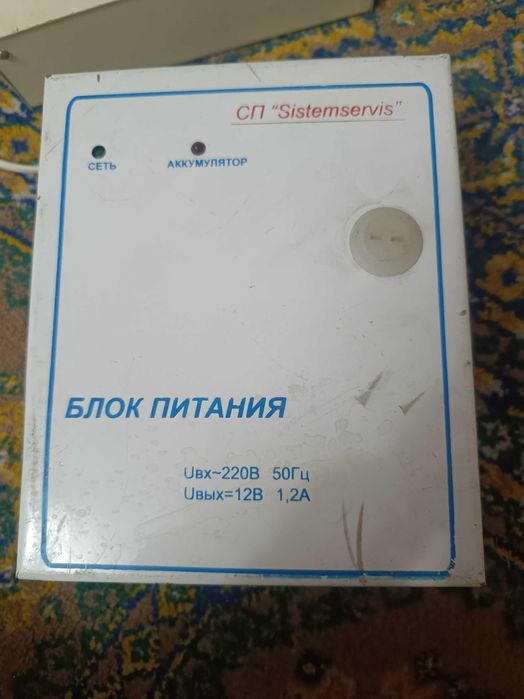 СП "Sistemservis"
СЕТЬ
АККУМУЛЯТОР
БЛОК ПИТАНИЯ
Uвх~220В 50Гц
Uвых=12В 1,2А